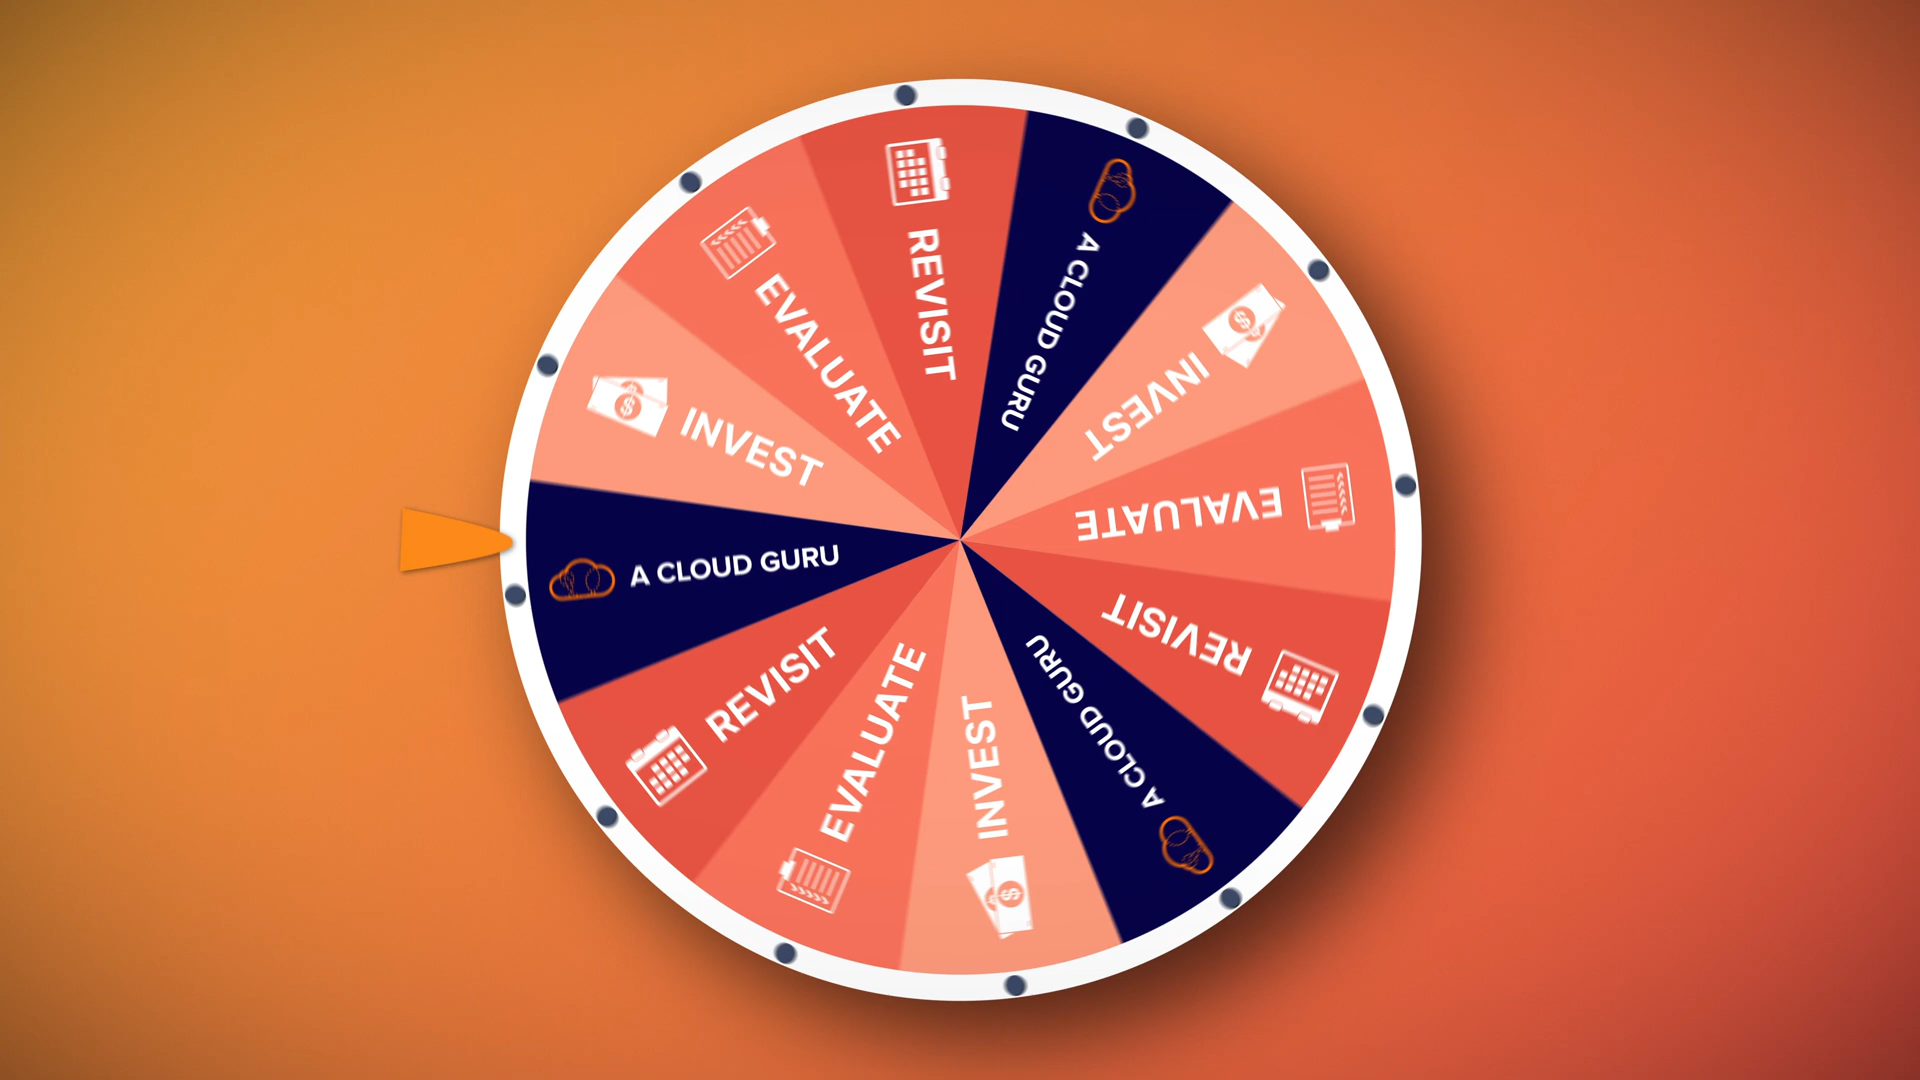 REVISIT
A CLOUD GURU
INVEST
EVALUATE
REVISIT
A CLOUD GURU
INVEST
EVALUATE
REVISIT
A CLOUD GURU
INVEST
EVALUATE